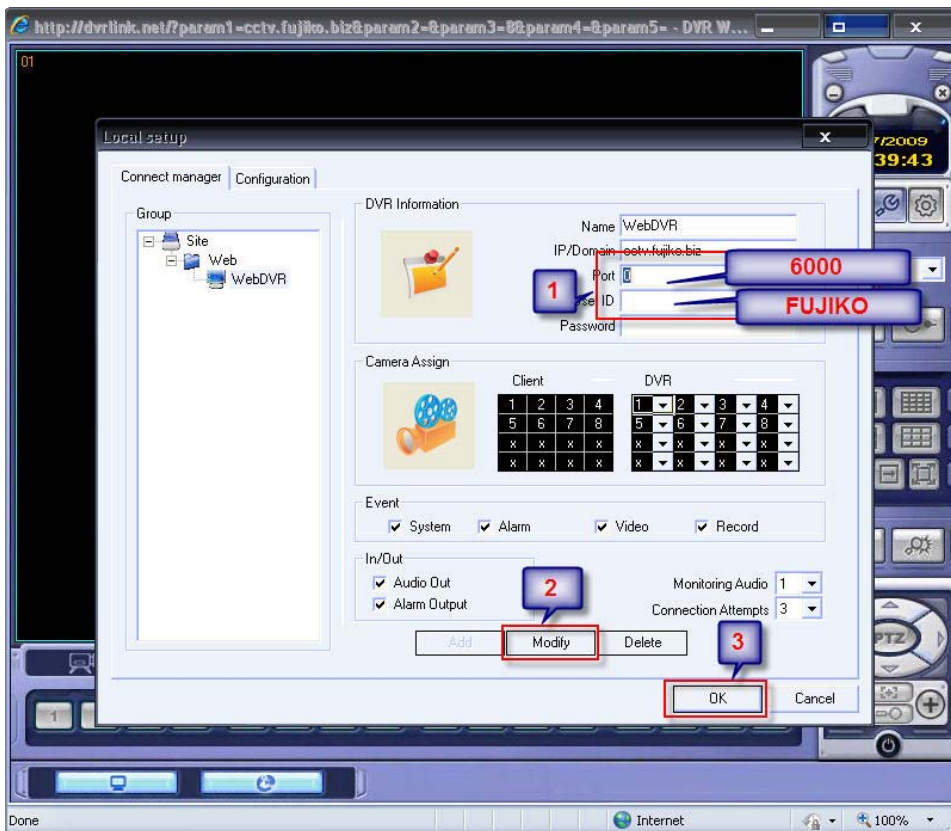 http://dvrlink.net/?param1=cctv.fujiko.biz&param2=&param3=8&param4=&param5= - DVR W...
01
Local setup
7/2009
39:43
Connect manager
Configuration
Group
Site
Web
WebDVR
DVR Information
Name WebDVR
IP/Domain cctv.fujiko.biz
1
Port 0
6000
ser ID
FUJIKO
Password
Camera Assign
Client DVR
1 2 3 4 1 2 3 4
5 6 7 8 5 6 7 8
x x x x x x x x
x x x x x x x x
Event
System Alarm Video Record
In/Out
Audio Out
Alarm Output
2
Monitoring Audio 1
Connection Attempts 3
Add Modify Delete
3
OK Cancel
PTZ
1
Done Internet 100%